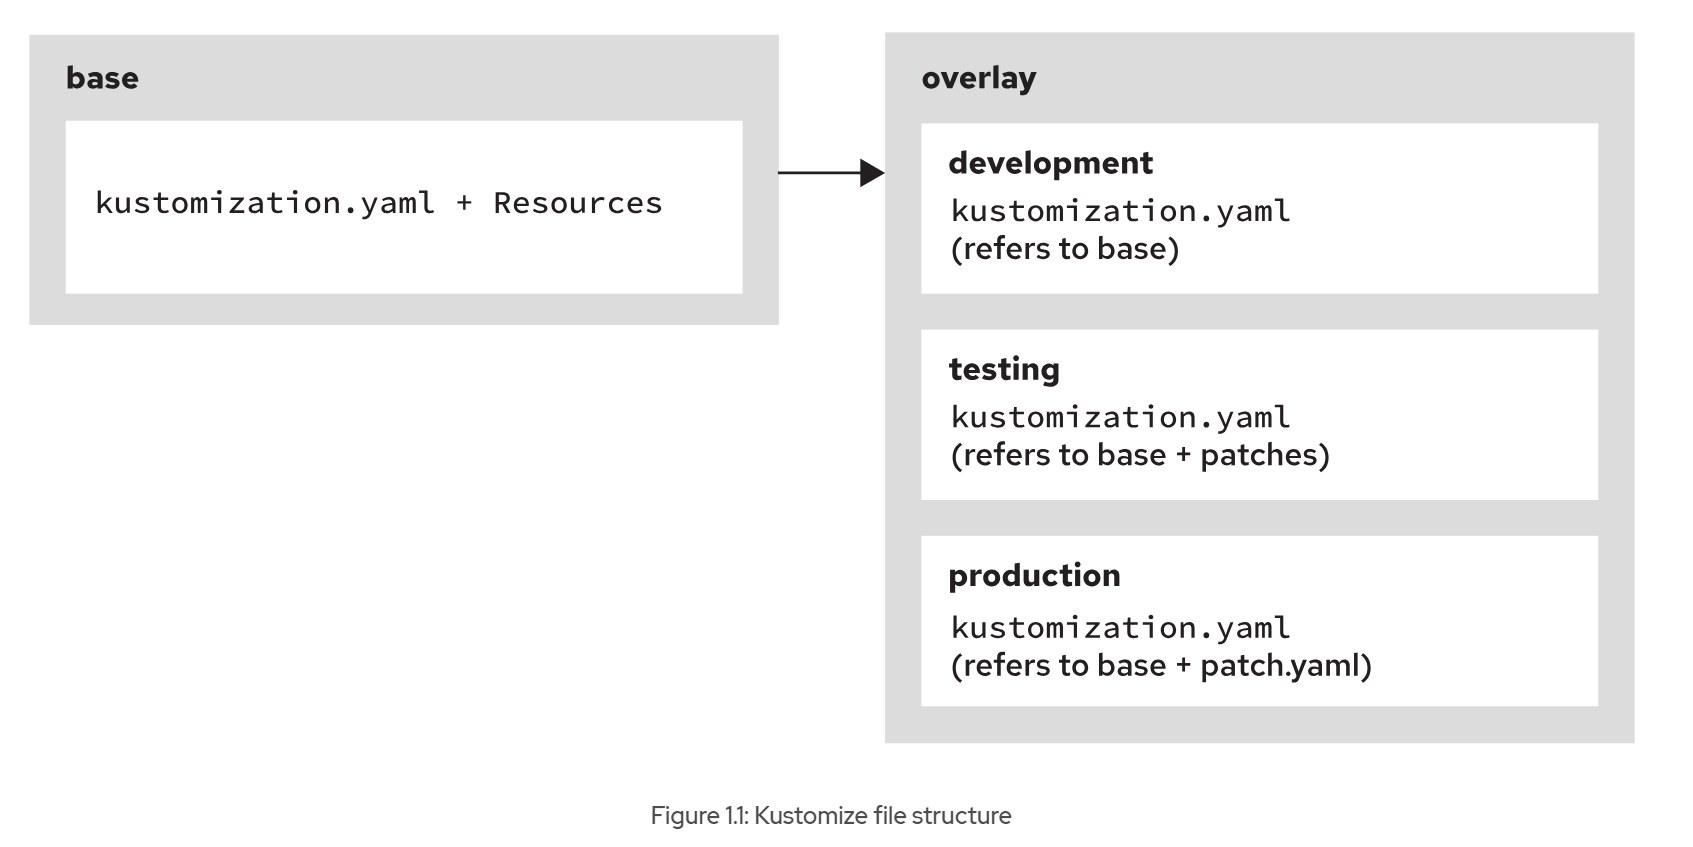 base
kustomization.yaml + Resources
overlay
development
kustomization.yaml
(refers to base)
testing
kustomization.yaml
(refers to base + patches)
production
kustomization.yaml
(refers to base + patch.yaml)
Figure 1.1: Kustomize file structure